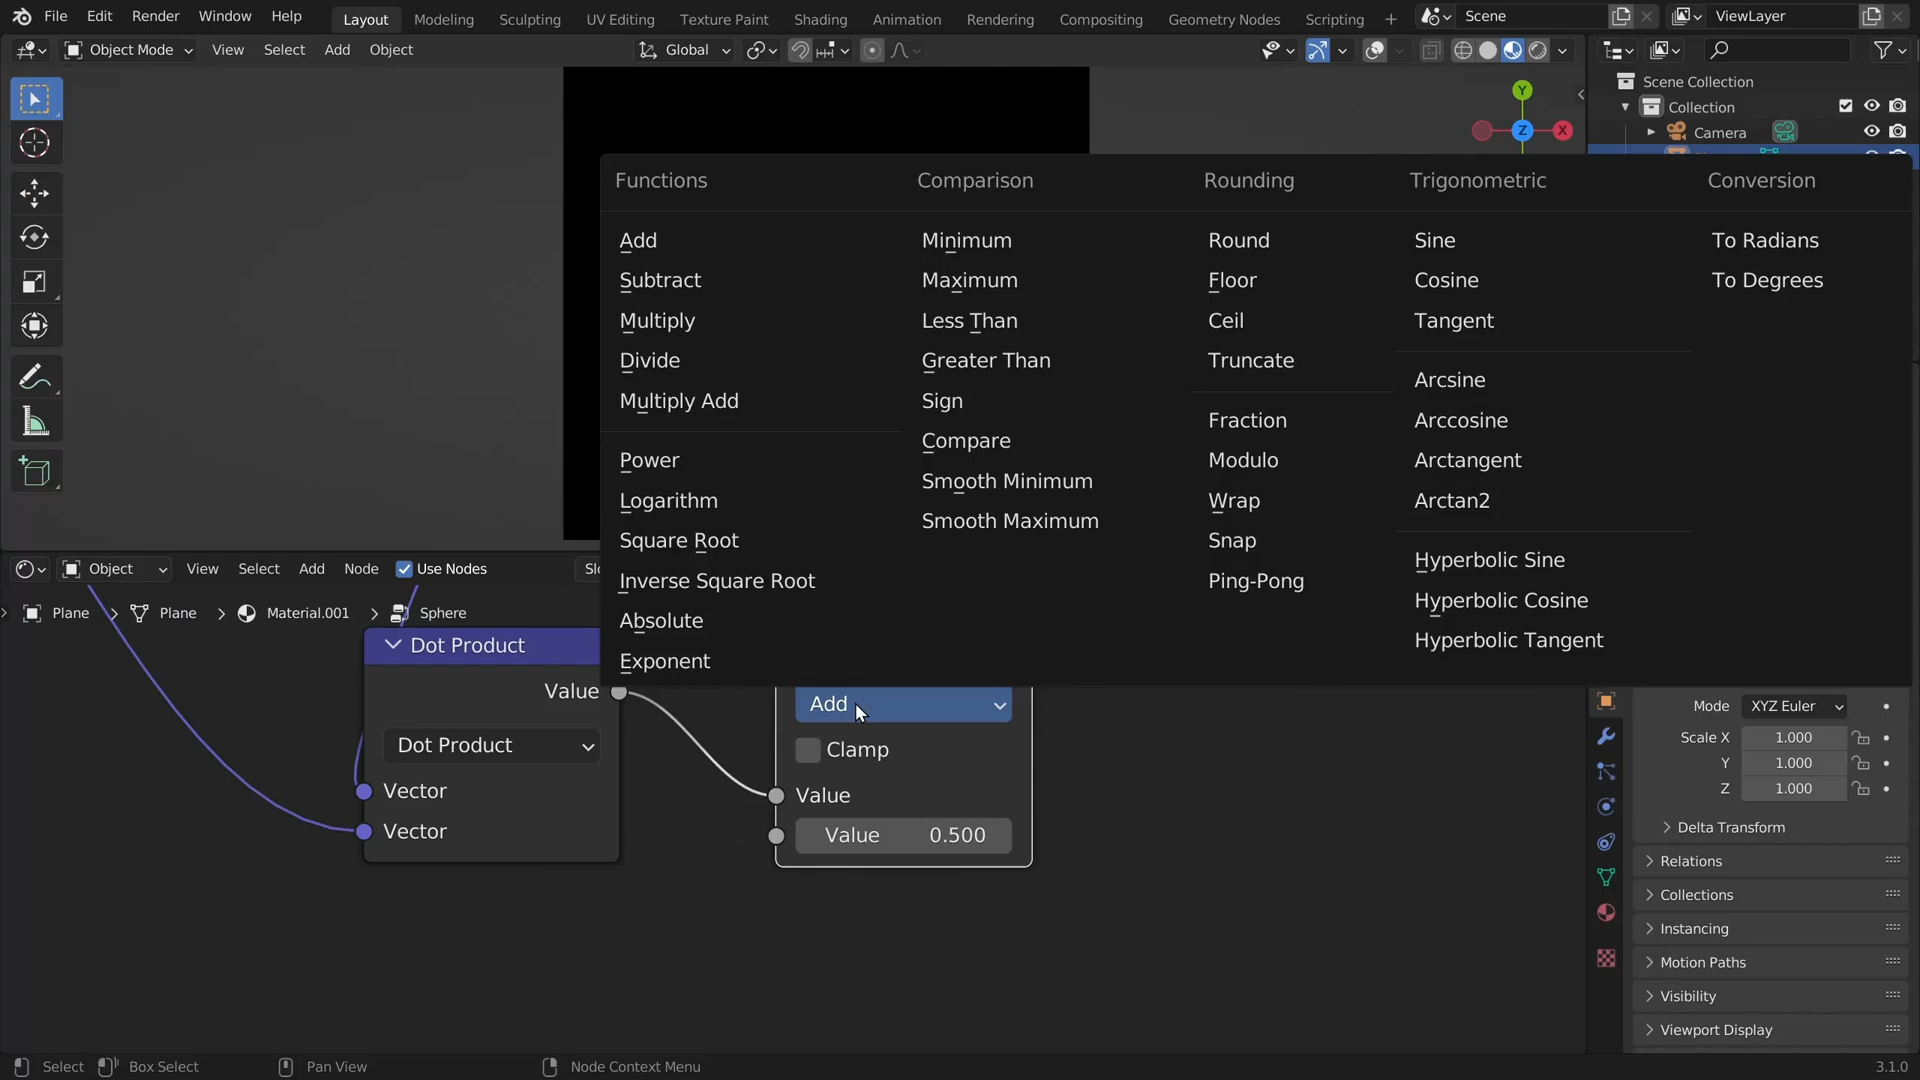 File Edit Render Window Help Layout Modeling Sculpting UV Editing Texture Paint Shading Animation Rendering Compositing Geometry Nodes Scripting + Scene ViewLayer
Object Mode View Select Add Object Global
Scene Collection
Collection
Camera
Y
Z
X
Functions Comparison Rounding Trigonometric Conversion
Add Minimum Round Sine To Radians
Subtract Maximum Floor Cosine To Degrees
Multiply Less Than Ceil Tangent
Divide Greater Than Truncate
Arcsine
Multiply Add Sign
Fraction Arccosine
Compare
Power Modulo Arctangent
Smooth Minimum
Logarithm Wrap Arctan2
Smooth Maximum
Square Root Snap
Hyperbolic Sine
Inverse Square Root Ping-Pong
Hyperbolic Cosine
Absolute
Hyperbolic Tangent
Exponent
Object View Select Add Node Use Nodes
Plane Plane Material.001 Sphere
Dot Product
Value
Dot Product
Vector
Vector
Add
Clamp
Value
Value 0.500
Mode XYZ Euler
Scale X 1.000
Y 1.000
Z 1.000
Delta Transform
Relations
Collections
Instancing
Motion Paths
Visibility
Viewport Display
Select Box Select Pan View Node Context Menu 3.1.0